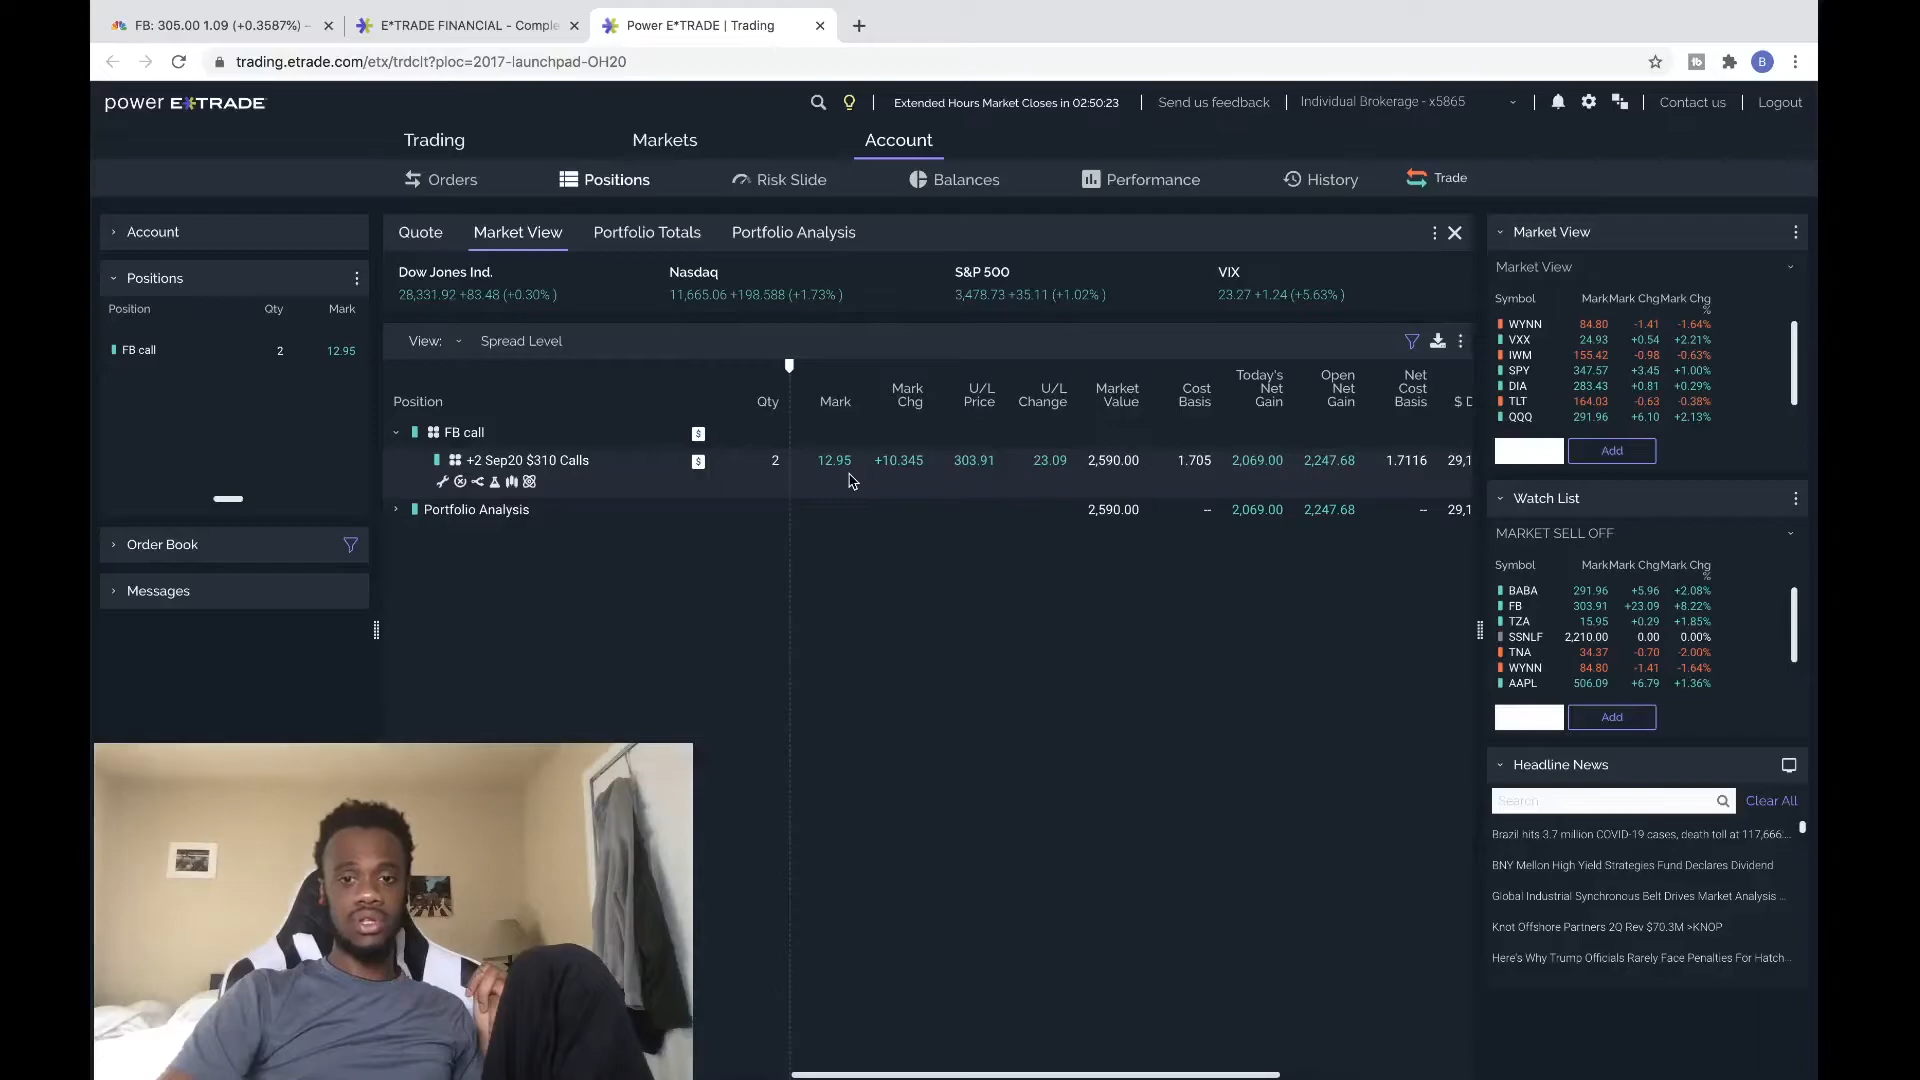 FB: 305.00 1.09 (+0.3587%) –
E*TRADE FINANCIAL - Comple
Power E*TRADE | Trading
trading.etrade.com/etx/trdclt?ploc=2017-launchpad-OH20
B
power E*TRADE
Extended Hours Market Closes in 02:50:23
Send us feedback
Individual Brokerage - x5865
Contact us
Logout
Trading Markets Account
Orders Positions Risk Slide Balances Performance History Trade
Account
Positions
Position Qty Mark
FB call 2 12.95
Order Book
Messages
Quote Market View Portfolio Totals Portfolio Analysis
Dow Jones Ind. Nasdaq S&P 500 VIX
28,331.92 +83.48 (+0.30% ) 11,665.06 +198.588 (+1.73% ) 3,478.73 +35.11 (+1.02% ) 23.27 +1.24 (+5.63% )
View: Spread Level
Position Qty Mark Mark Chg U/L Price U/L Change Market Value Cost Basis Today's Net Gain Open Net Gain Net Cost Basis $ D
FB call $
+2 Sep20 $310 Calls $ 2 12.95 +10.345 303.91 23.09 2,590.00 1.705 2,069.00 2,247.68 1.7116 29,1
Portfolio Analysis 2,590.00 -- 2,069.00 2,247.68 -- 29,1
Market View
Market View
Symbol Mark Mark Chg Mark Chg %
WYNN 84.80 -1.41 -1.64%
VXX 24.93 +0.54 +2.21%
IWM 155.42 -0.98 -0.63%
SPY 347.57 +3.45 +1.00%
DIA 283.43 +0.81 +0.29%
TLT 164.03 -0.63 -0.38%
QQQ 291.96 +6.10 +2.13%
Add
Watch List
MARKET SELL OFF
Symbol Mark Mark Chg Mark Chg %
BABA 291.96 +5.96 +2.08%
FB 303.91 +23.09 +8.22%
TZA 15.95 +0.29 +1.85%
SSNLF 2,210.00 0.00 0.00%
TNA 34.37 -0.70 -2.00%
WYNN 84.80 -1.41 -1.64%
AAPL 506.09 +6.79 +1.36%
Add
Headline News
Search
Clear All
Brazil hits 3.7 million COVID-19 cases, death toll at 117,666:...
BNY Mellon High Yield Strategies Fund Declares Dividend
Global Industrial Synchronous Belt Drives Market Analysis ...
Knot Offshore Partners 2Q Rev $70.3M >KNOP
Here's Why Trump Officials Rarely Face Penalties For Hatch...